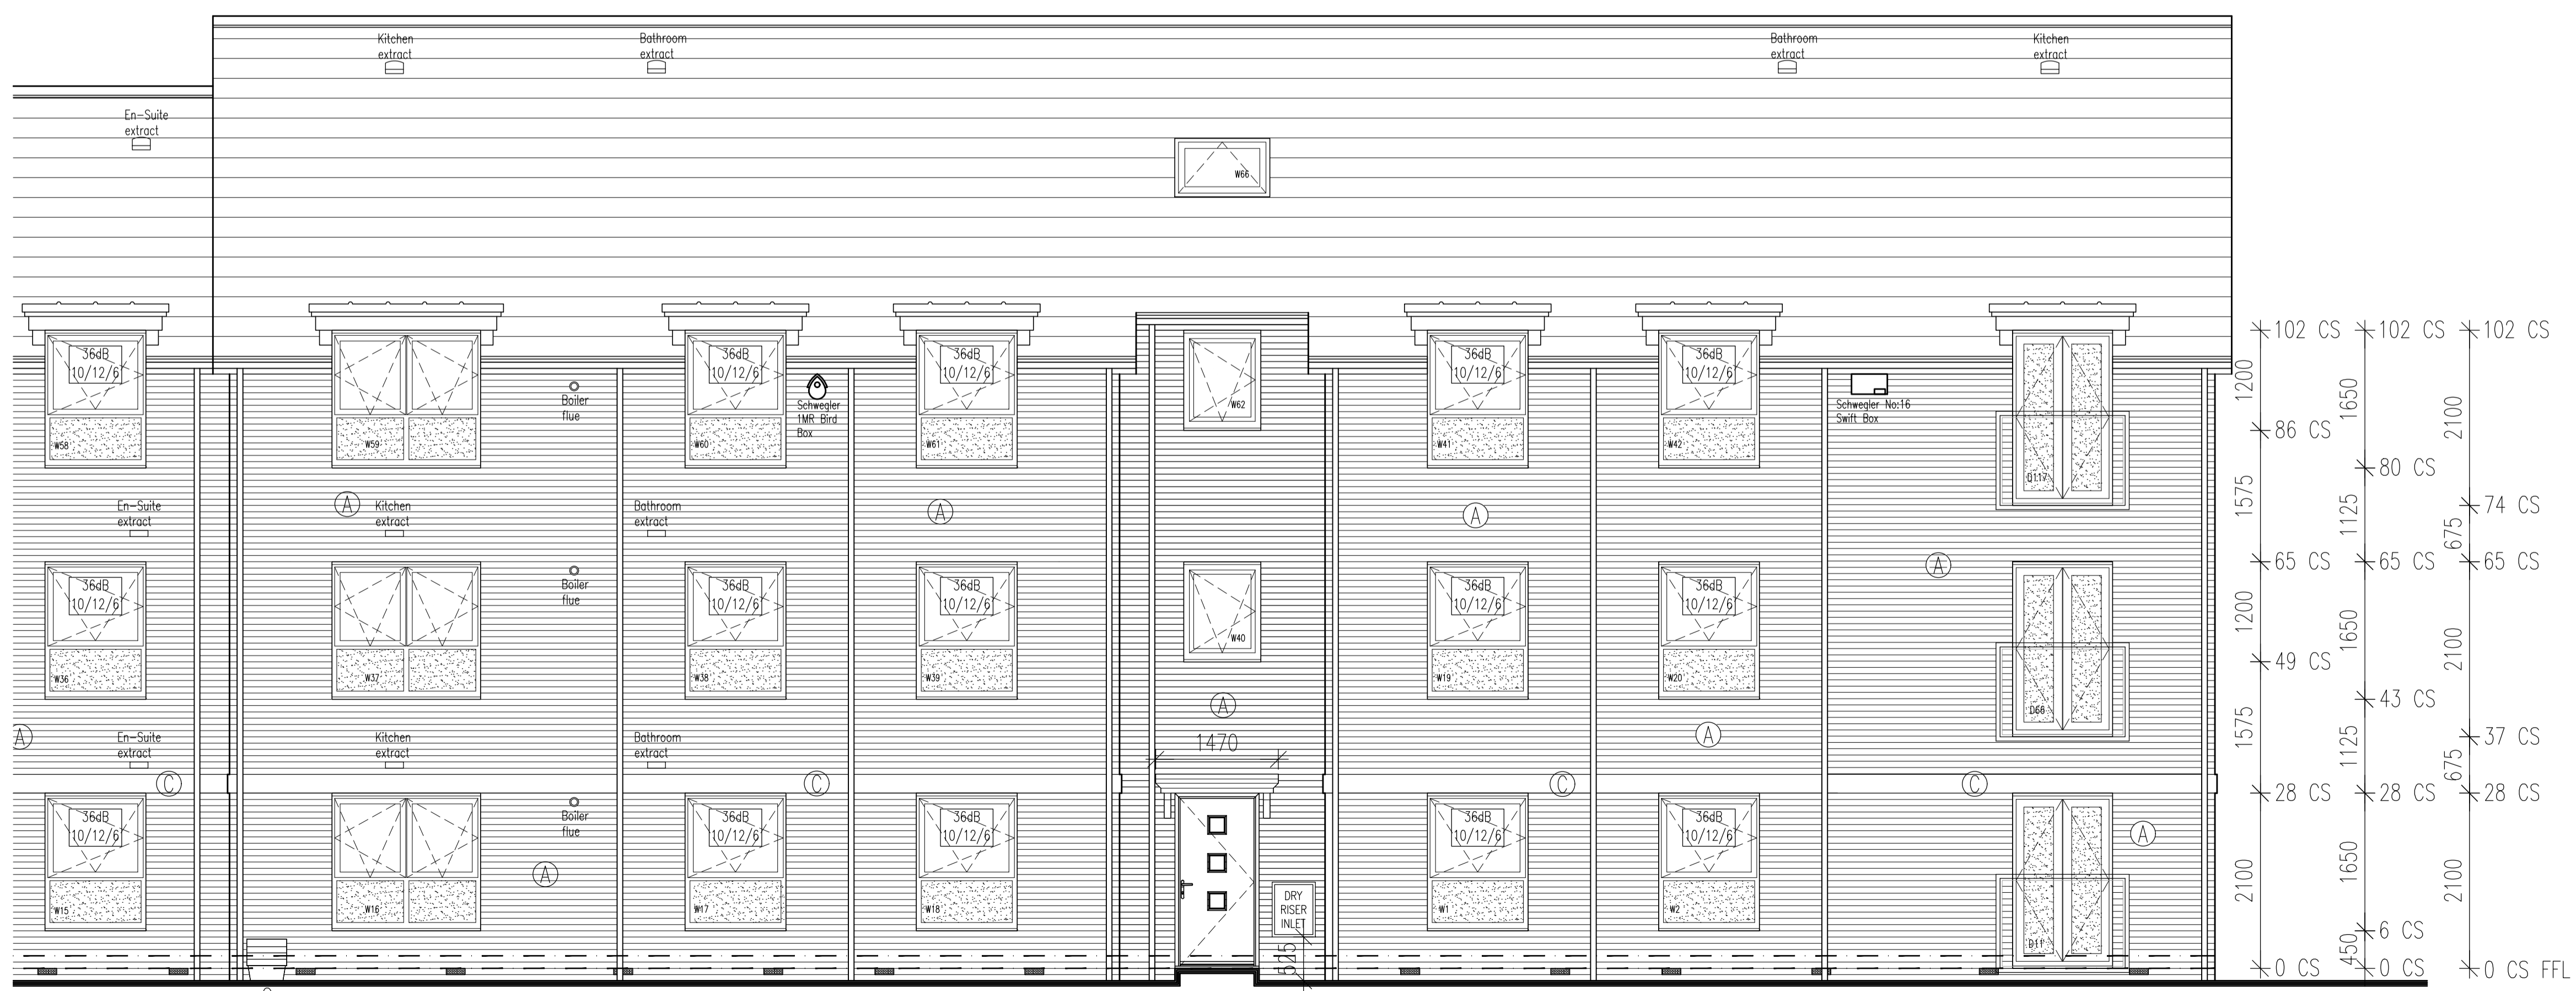 Kitchen
extract
Bathroom
extract
Bathroom
extract
Kitchen
extract
En-Suite
extract
W66
102 CS
102 CS
102 CS
36dB
10/12/6
36dB
10/12/6
36dB
10/12/6
36dB
10/12/6
36dB
10/12/6
1200
1650
2100
Boiler
flue
Schwegler
1MR Bird
Box
W62
Schwegler No:16
Swift Box
86 CS
W58
W59
W60
W61
W41
W42
80 CS
D117
1575
1125
74 CS
En-Suite
extract
A
Kitchen
extract
Bathroom
extract
A
A
675
65 CS
65 CS
65 CS
A
36dB
10/12/6
36dB
10/12/6
36dB
10/12/6
36dB
10/12/6
36dB
10/12/6
Boiler
flue
1200
1650
2100
W40
49 CS
W36
W37
W38
W39
W19
W20
43 CS
D66
A
1575
1125
37 CS
A
En-Suite
extract
Kitchen
extract
Bathroom
extract
1470
A
675
C
C
C
C
28 CS
28 CS
28 CS
36dB
10/12/6
36dB
10/12/6
36dB
10/12/6
36dB
10/12/6
36dB
10/12/6
Boiler
flue
A
A
2100
1650
2100
DRY
RISER
INLET
W15
W16
W17
W18
W1
W2
6 CS
D11
525
450
0 CS
0 CS
0 CS FFL